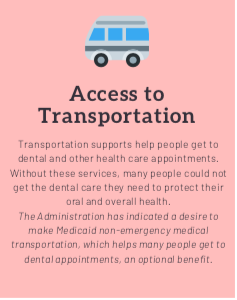 Access to
Transportation
Transportation supports help people get to
dental and other health care appointments.
Without these services, many people could not
get the dental care they need to protect their
oral and overall health.
The Administration has indicated a desire to
make Medicaid non-emergency medical
transportation, which helps many people get to
dental appointments, an optional benefit.